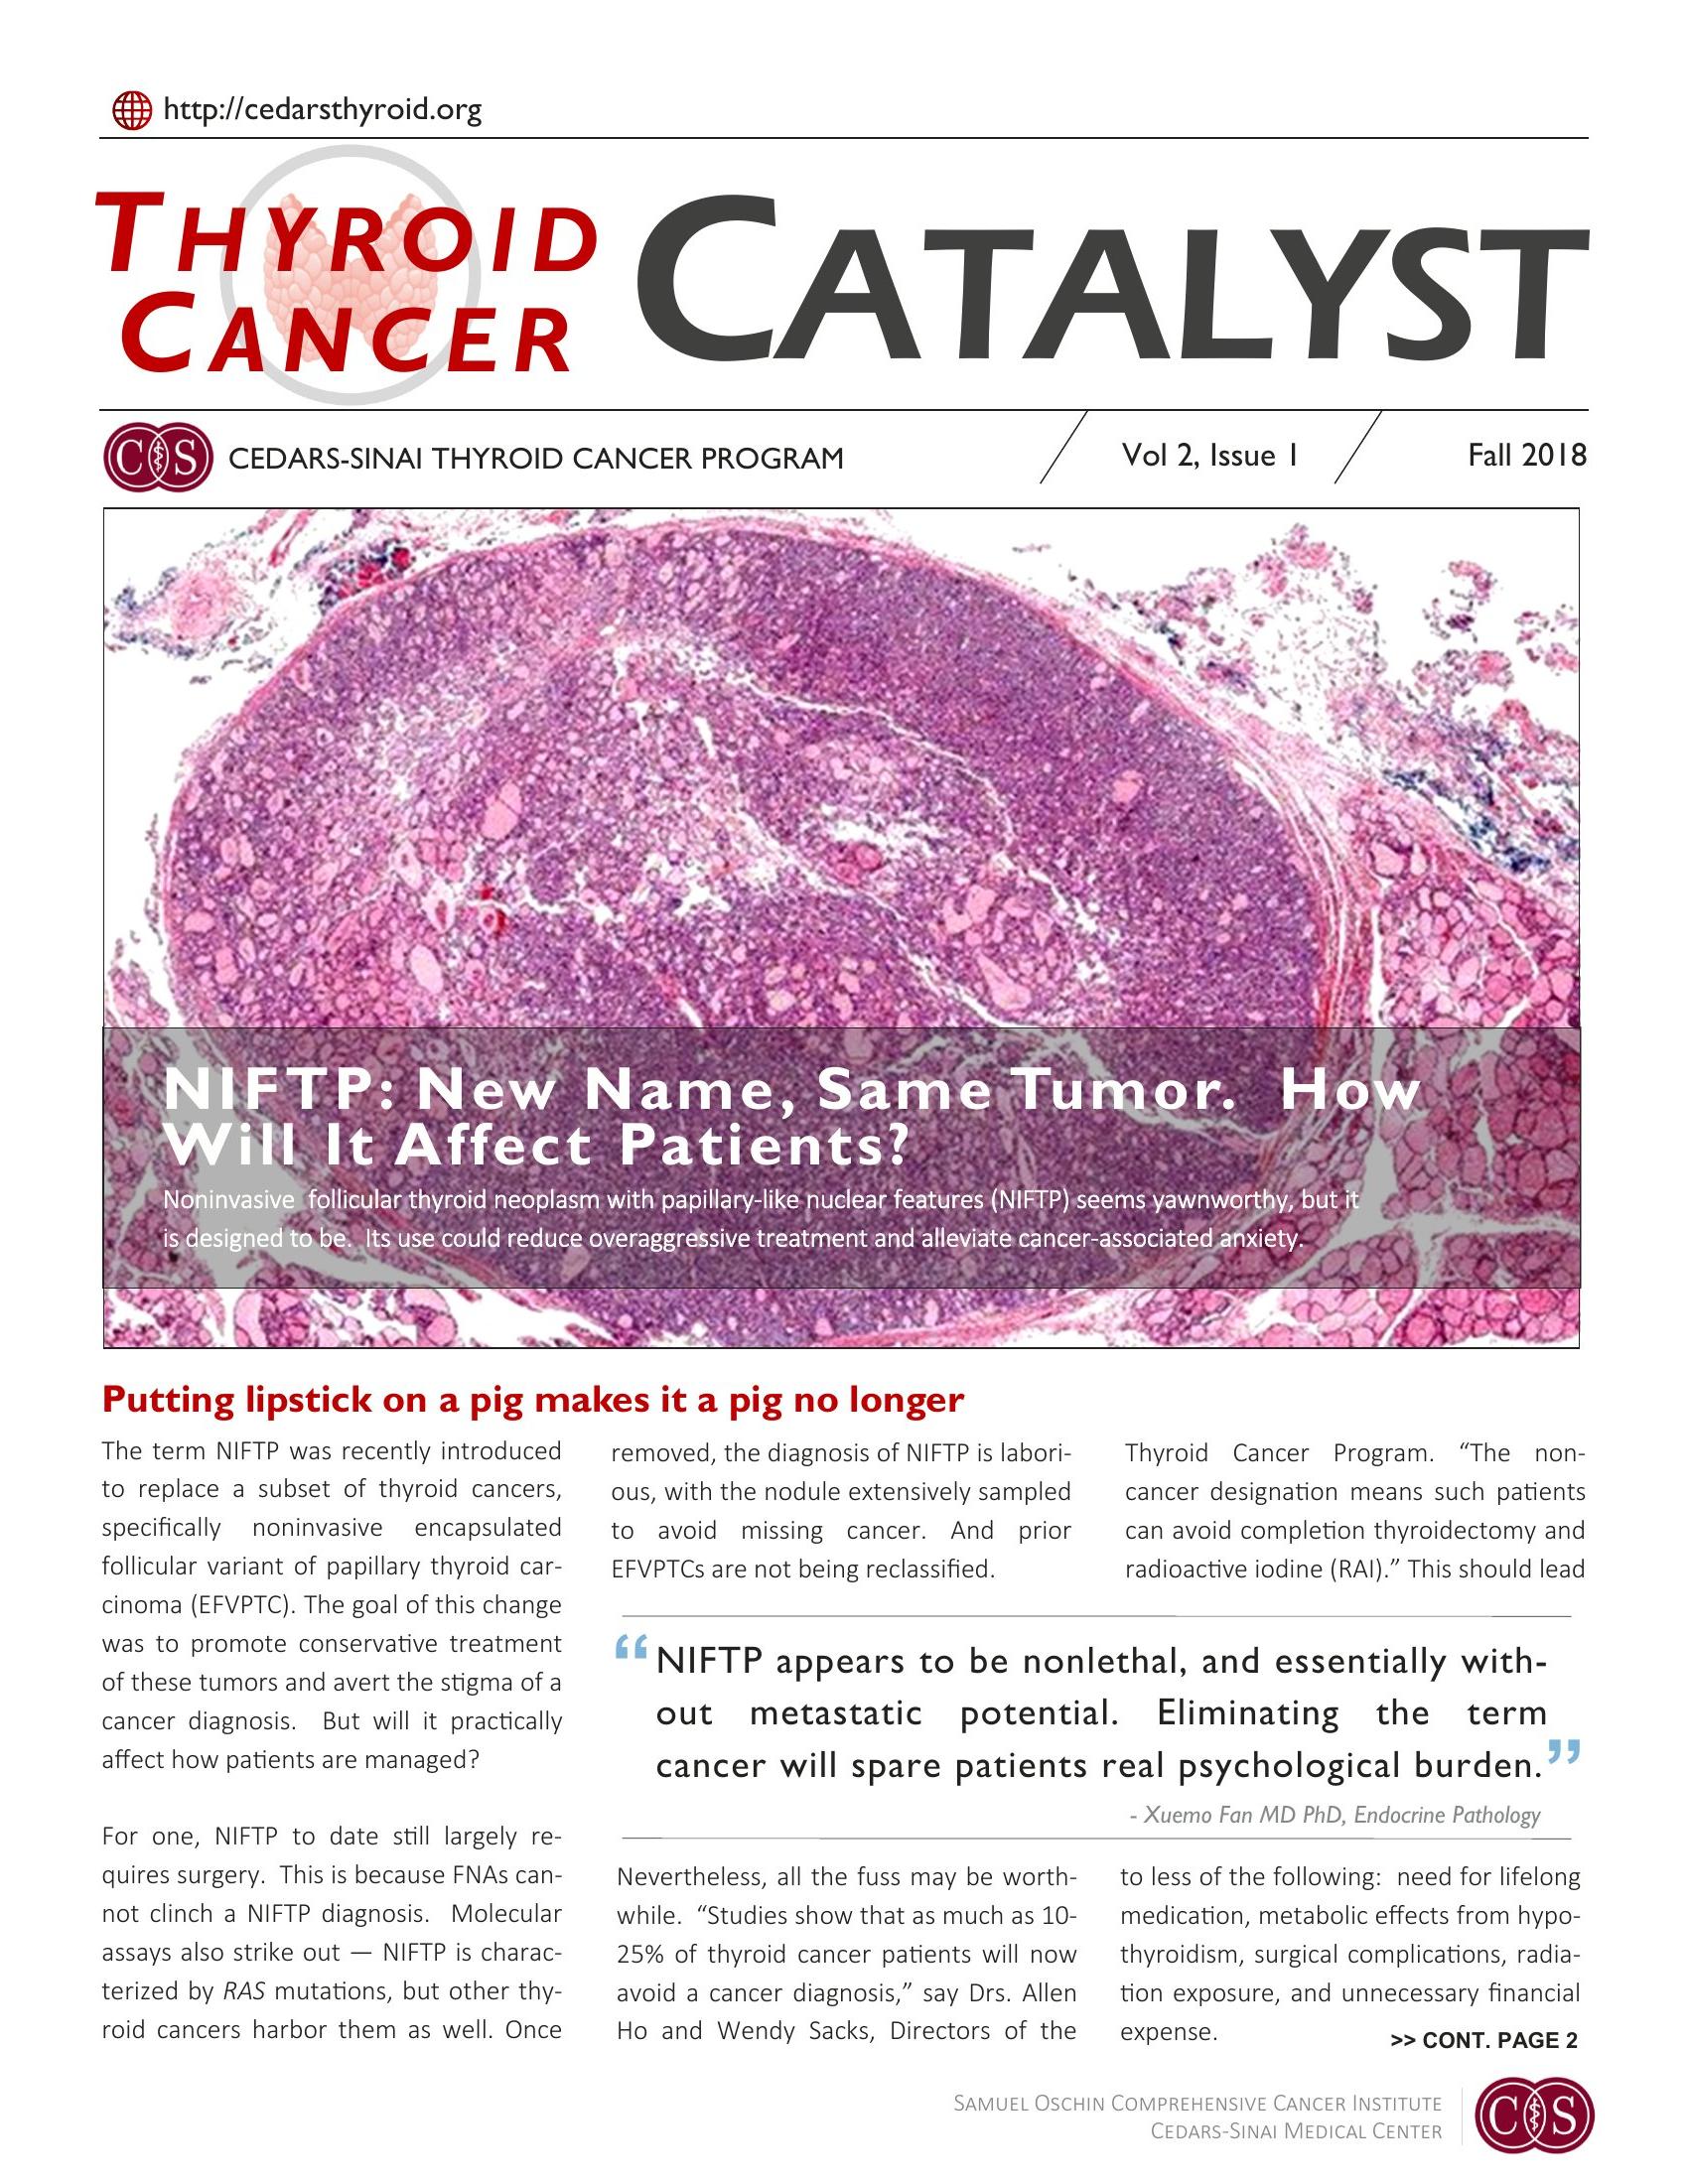 http://cedarsthyroid.org
THYROID
CANCER
CATALYST
CS
CEDARS-SINAI THYROID CANCER PROGRAM
Vol 2, Issue 1
Fall 2018
NIFTP: New Name, Same Tumor.  How
Will It Affect Patients?
Noninvasive  follicular thyroid neoplasm with papillary-like nuclear features (NIFTP) seems yawnworthy, but it
is designed to be.  Its use could reduce overaggressive treatment and alleviate cancer-associated anxiety.
Putting lipstick on a pig makes it a pig no longer
The term NIFTP was recently introduced
to replace a subset of thyroid cancers,
specifically noninvasive encapsulated
follicular variant of papillary thyroid car-
cinoma (EFVPTC). The goal of this change
was to promote conservative treatment
of these tumors and avert the stigma of a
cancer diagnosis.  But will it practically
affect how patients are managed?
For one, NIFTP to date still largely re-
quires surgery.  This is because FNAs can-
not clinch a NIFTP diagnosis.  Molecular
assays also strike out — NIFTP is charac-
terized by RAS mutations, but other thy-
roid cancers harbor them as well. Once
removed, the diagnosis of NIFTP is labori-
ous, with the nodule extensively sampled
to avoid missing cancer. And prior
EFVPTCs are not being reclassified.
“NIFTP appears to be nonlethal, and essentially with-
out metastatic potential. Eliminating the term
cancer will spare patients real psychological burden.”
- Xuemo Fan MD PhD, Endocrine Pathology
Nevertheless, all the fuss may be worth-
while.  “Studies show that as much as 10-
25% of thyroid cancer patients will now
avoid a cancer diagnosis,” say Drs. Allen
Ho and Wendy Sacks, Directors of the
Thyroid Cancer Program. “The non-
cancer designation means such patients
can avoid completion thyroidectomy and
radioactive iodine (RAI).” This should lead
to less of the following:  need for lifelong
medication, metabolic effects from hypo-
thyroidism, surgical complications, radia-
tion exposure, and unnecessary financial
expense.
>> CONT. PAGE 2
SAMUEL OSCHIN COMPREHENSIVE CANCER INSTITUTE
CEDARS-SINAI MEDICAL CENTER
CS